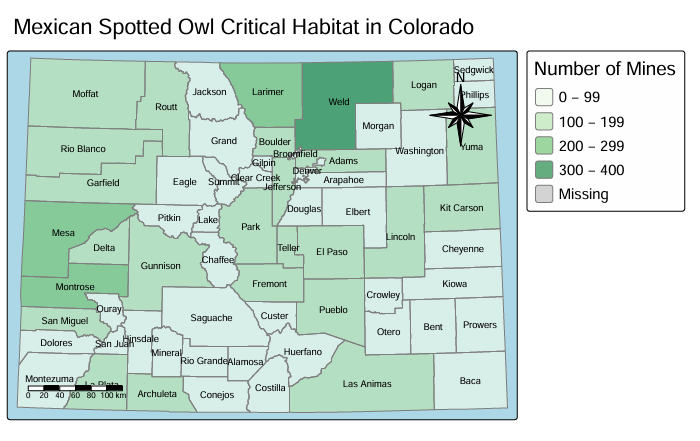 Mexican Spotted Owl Critical Habitat in Colorado
Number of Mines
0 – 99
100 – 199
200 – 299
300 – 400
Missing
N
Sedgwick
Phillips
Logan
Moffat
Routt
Jackson
Larimer
Weld
Morgan
Washington
Yuma
Rio Blanco
Grand
Boulder
Broomfield
Adams
Gilpin
Denver
Arapahoe
Clear Creek
Jefferson
Garfield
Eagle
Summit
Douglas
Elbert
Kit Carson
Pitkin
Lake
Park
Lincoln
Mesa
Delta
Teller
El Paso
Cheyenne
Chaffee
Gunnison
Fremont
Kiowa
Montrose
Crowley
Ouray
Pueblo
San Miguel
Saguache
Custer
Otero
Bent
Prowers
Dolores
San Juan
Hinsdale
Mineral
Rio Grande
Alamosa
Huerfano
Montezuma
La Plata
Archuleta
Conejos
Costilla
Las Animas
Baca
0 20 40 60 80 100 km